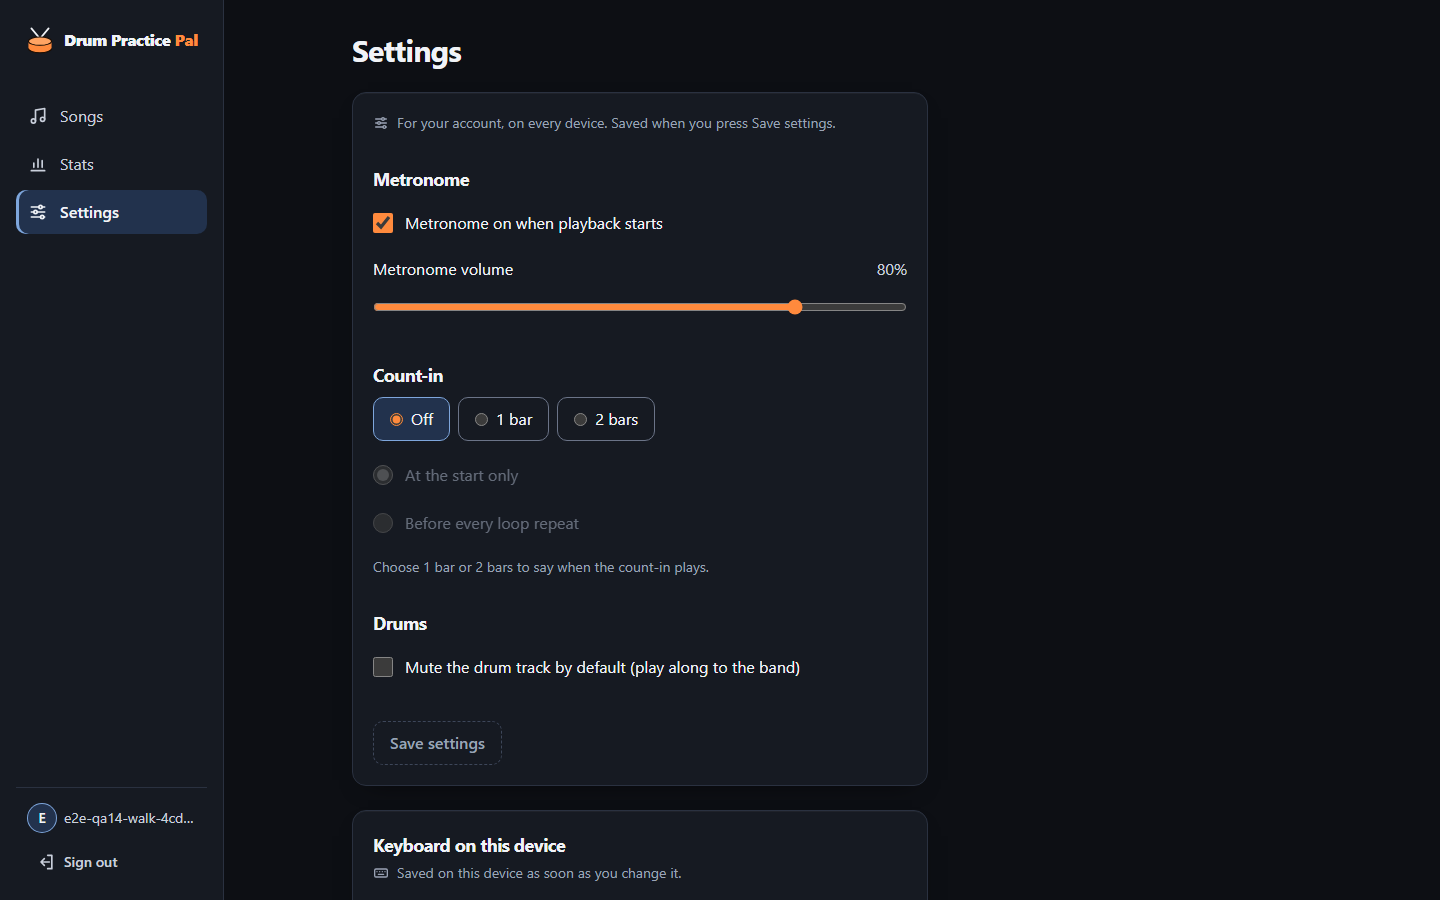 Drum Practice Pal
Songs
Stats
Settings
E
e2e-qa14-walk-4cd...
Sign out
Settings
For your account, on every device. Saved when you press Save settings.
Metronome
Metronome on when playback starts
Metronome volume 80%
Count-in
Off 1 bar 2 bars
At the start only
Before every loop repeat
Choose 1 bar or 2 bars to say when the count-in plays.
Drums
Mute the drum track by default (play along to the band)
Save settings
Keyboard on this device
Saved on this device as soon as you change it.